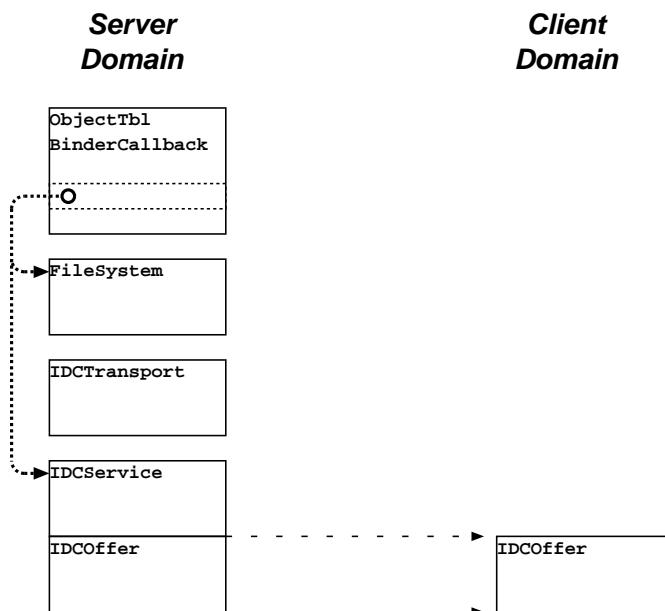 Server
Domain
Client
Domain
ObjectTbl
BinderCallback
FileSystem
IDCTransport
IDCService
IDCOffer
IDCOffer